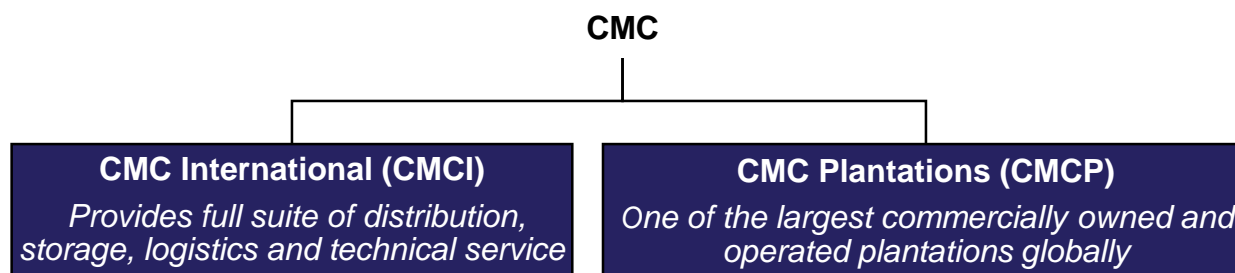 CMC
CMC International (CMCI)
Provides full suite of distribution,
storage, logistics and technical service
CMC Plantations (CMCP)
One of the largest commercially owned and
operated plantations globally